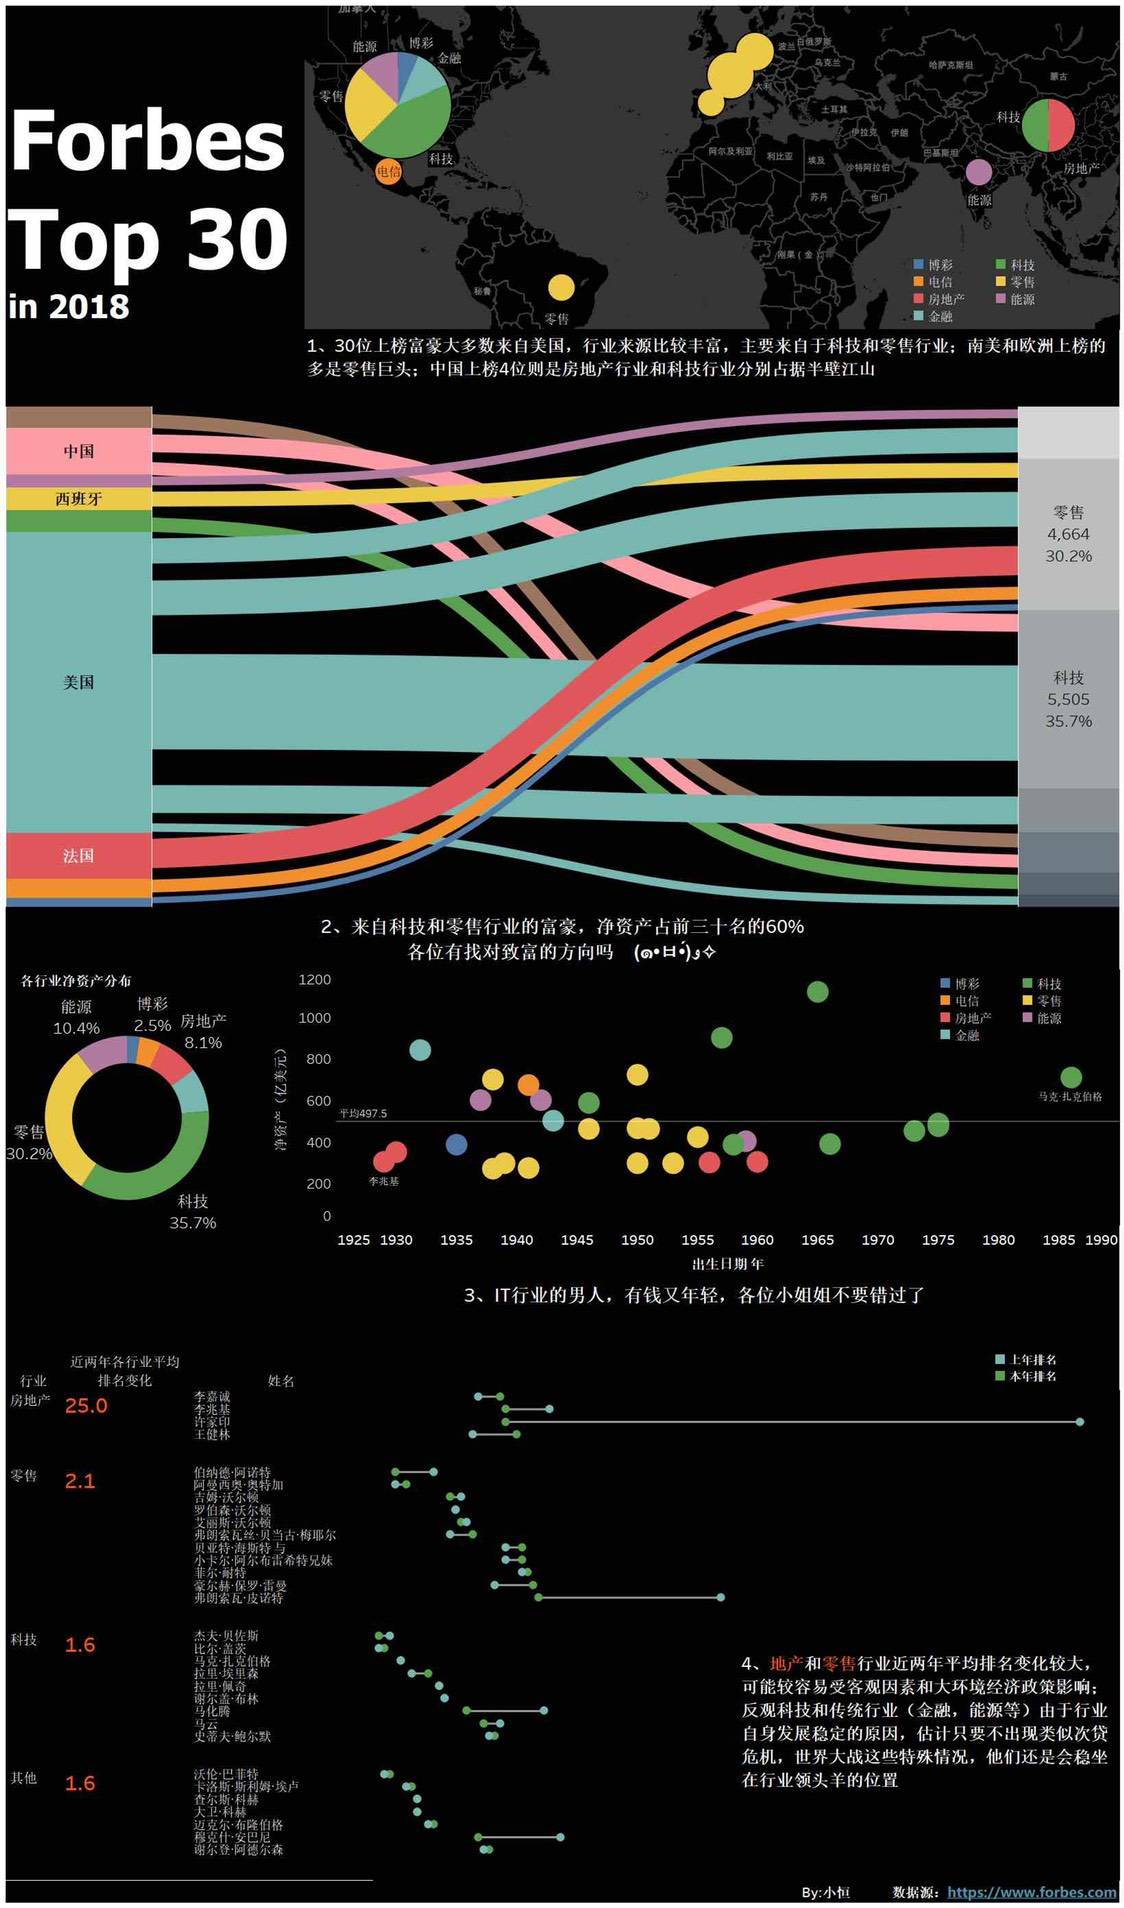 Forbes
Top 30
in 2018
加拿大
能源
博彩
金融
零售
科技
电信
秘鲁
零售
波兰
白俄罗斯
乌克兰
大利
土耳其
哈萨克斯坦
蒙古
伊拉克
伊朗
阿尔及利亚
利比亚
埃及
沙特阿拉伯
巴基斯坦
苏丹
也门
刚果(金)
科技
房地产
能源
博彩
科技
电信
零售
房地产
能源
金融
1、30位上榜富豪大多数来自美国，行业来源比较丰富，主要来自于科技和零售行业；南美和欧洲上榜的
多是零售巨头；中国上榜4位则是房地产行业和科技行业分别占据半壁江山
中国
西班牙
美国
法国
零售
4,664
30.2%
科技
5,505
35.7%
2、来自科技和零售行业的富豪，净资产占前三十名的60%
各位有找对致富的方向吗 (๑•̀ㅂ•́)و✧
各行业净资产分布
能源
10.4%
博彩
2.5%
房地产
8.1%
零售
30.2%
科技
35.7%
净资产（亿美元）
1200
1000
800
600
400
200
0
平均497.5
李兆基
马克·扎克伯格
博彩
科技
电信
零售
房地产
能源
金融
1925 1930 1935 1940 1945 1950 1955 1960 1965 1970 1975 1980 1985 1990
出生日期 年
3、IT行业的男人，有钱又年轻，各位小姐姐不要错过了
近两年各行业平均
行业 排名变化 姓名
上年排名
本年排名
房地产
25.0
李嘉诚
李兆基
许家印
王健林
零售
2.1
伯纳德·阿诺特
阿曼西奥·奥特加
吉姆·沃尔顿
罗伯森·沃尔顿
艾丽斯·沃尔顿
弗朗索瓦丝·贝当古·梅耶尔
贝亚特·海斯特 与
小卡尔·阿尔布雷希特兄妹
菲尔·耐特
豪尔赫·保罗·雷曼
弗朗索瓦·皮诺特
科技
1.6
杰夫·贝佐斯
比尔·盖茨
马克·扎克伯格
拉里·埃里森
拉里·佩奇
谢尔盖·布林
马化腾
马云
史蒂夫·鲍尔默
其他
1.6
沃伦·巴菲特
卡洛斯·斯利姆·埃卢
查尔斯·科赫
大卫·科赫
迈克尔·布隆伯格
穆克什·安巴尼
谢尔登·阿德尔森
4、地产和零售行业近两年平均排名变化较大，
可能较容易受客观因素和大环境经济政策影响；
反观科技和传统行业（金融，能源等）由于行业
自身发展稳定的原因，估计只要不出现类似次贷
危机，世界大战这些特殊情况，他们还是会稳坐
在行业领头羊的位置
By:小恒 数据源：https://www.forbes.com